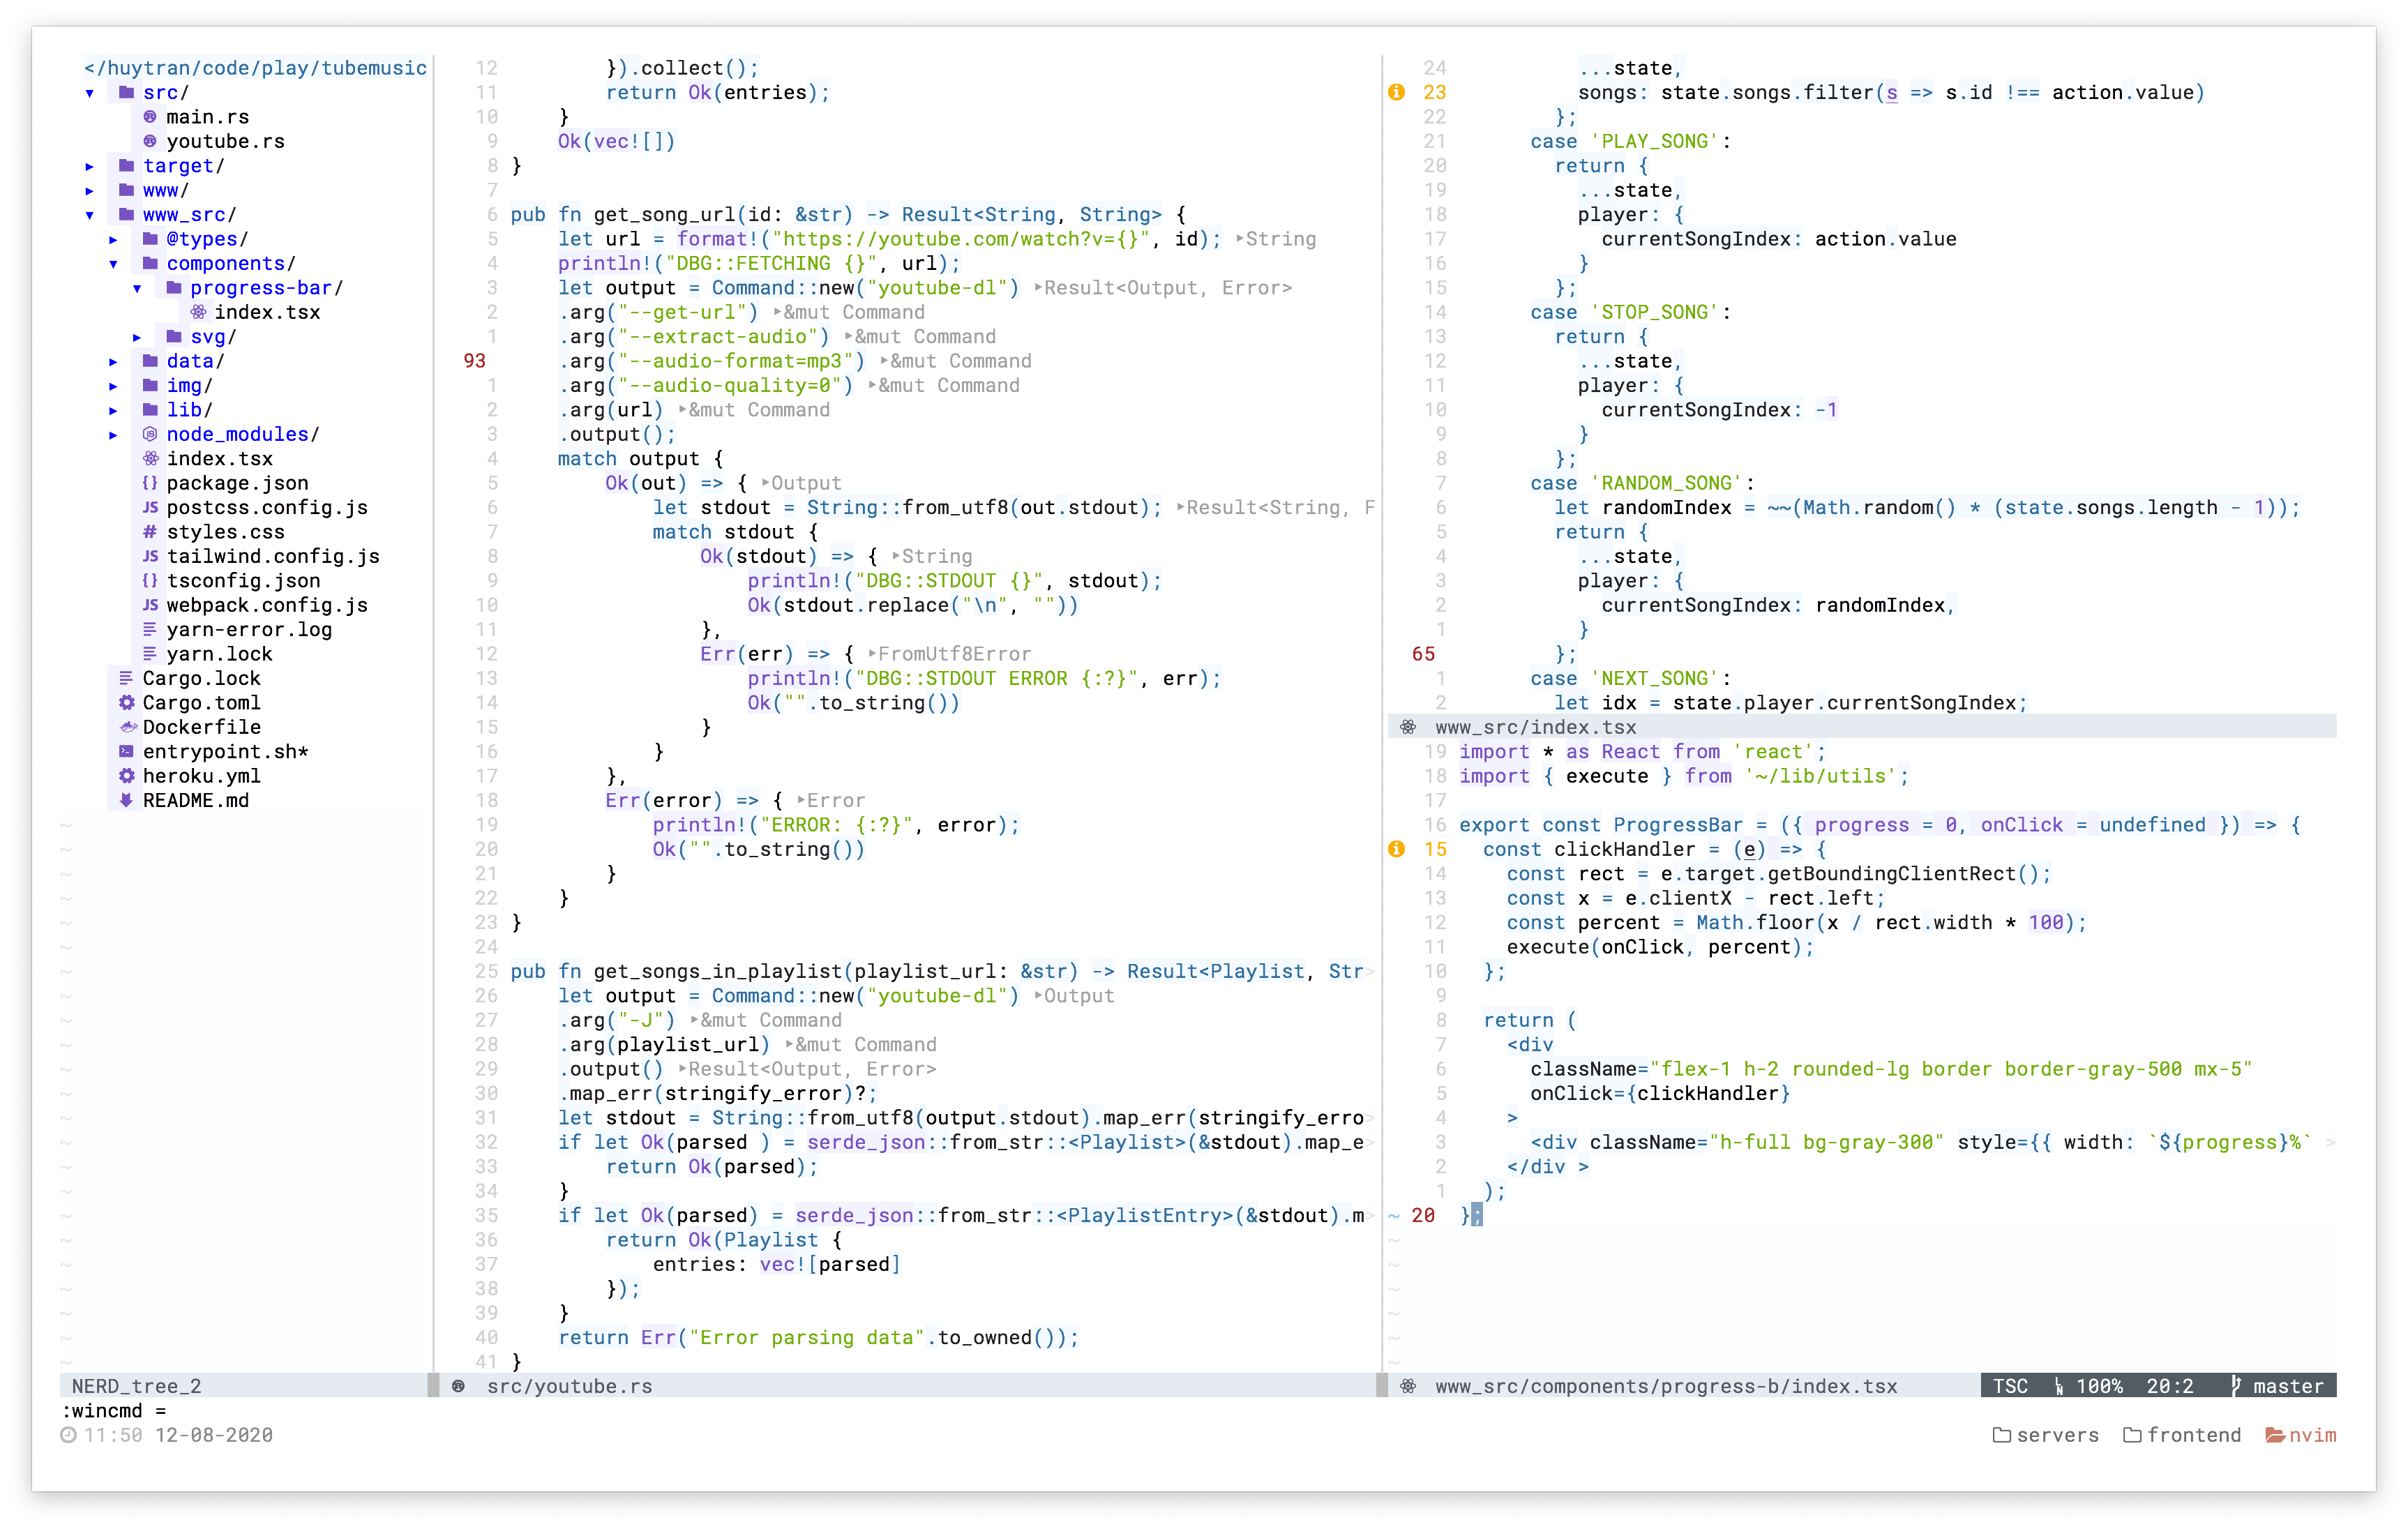 </huytran/code/play/tubemusic
▾ src/
main.rs
youtube.rs
▸ target/
▸ www/
▾ www_src/
▸ @types/
▾ components/
▾ progress-bar/
index.tsx
▸ svg/
▸ data/
▸ img/
▸ lib/
▸ node_modules/
index.tsx
{} package.json
JS postcss.config.js
# styles.css
JS tailwind.config.js
{} tsconfig.json
JS webpack.config.js
yarn-error.log
yarn.lock
Cargo.lock
Cargo.toml
Dockerfile
entrypoint.sh*
heroku.yml
README.md
NERD_tree_2
12 }).collect();
11 return Ok(entries);
10 }
9 Ok(vec![])
8 }
7
6 pub fn get_song_url(id: &str) -> Result<String, String> {
5 let url = format!("https://youtube.com/watch?v={}", id); ▸String
4 println!("DBG::FETCHING {}", url);
3 let output = Command::new("youtube-dl") ▸Result<Output, Error>
2 .arg("--get-url") ▸&mut Command
1 .arg("--extract-audio") ▸&mut Command
93 .arg("--audio-format=mp3") ▸&mut Command
1 .arg("--audio-quality=0") ▸&mut Command
2 .arg(url) ▸&mut Command
3 .output();
4 match output {
5 Ok(out) => { ▸Output
6 let stdout = String::from_utf8(out.stdout); ▸Result<String, F
7 match stdout {
8 Ok(stdout) => { ▸String
9 println!("DBG::STDOUT {}", stdout);
10 Ok(stdout.replace("\n", ""))
11 },
12 Err(err) => { ▸FromUtf8Error
13 println!("DBG::STDOUT ERROR {:?}", err);
14 Ok("".to_string())
15 }
16 }
17 },
18 Err(error) => { ▸Error
19 println!("ERROR: {:?}", error);
20 Ok("".to_string())
21 }
22 }
23 }
24
25 pub fn get_songs_in_playlist(playlist_url: &str) -> Result<Playlist, Str>
26 let output = Command::new("youtube-dl") ▸Output
27 .arg("-J") ▸&mut Command
28 .arg(playlist_url) ▸&mut Command
29 .output() ▸Result<Output, Error>
30 .map_err(stringify_error)?;
31 let stdout = String::from_utf8(output.stdout).map_err(stringify_erro>
32 if let Ok(parsed ) = serde_json::from_str::<Playlist>(&stdout).map_e>
33 return Ok(parsed);
34 }
35 if let Ok(parsed) = serde_json::from_str::<PlaylistEntry>(&stdout).m>
36 return Ok(Playlist {
37 entries: vec![parsed]
38 });
39 }
40 return Err("Error parsing data".to_owned());
41 }
src/youtube.rs
24 ...state,
23 songs: state.songs.filter(s => s.id !== action.value)
22 };
21 case 'PLAY_SONG':
20 return {
19 ...state,
18 player: {
17 currentSongIndex: action.value
16 }
15 };
14 case 'STOP_SONG':
13 return {
12 ...state,
11 player: {
10 currentSongIndex: -1
9 }
8 };
7 case 'RANDOM_SONG':
6 let randomIndex = ~~(Math.random() * (state.songs.length - 1));
5 return {
4 ...state,
3 player: {
2 currentSongIndex: randomIndex,
1 }
65 };
1 case 'NEXT_SONG':
2 let idx = state.player.currentSongIndex;
www_src/index.tsx
19 import * as React from 'react';
18 import { execute } from '~/lib/utils';
17
16 export const ProgressBar = ({ progress = 0, onClick = undefined }) => {
15 const clickHandler = (e) => {
14 const rect = e.target.getBoundingClientRect();
13 const x = e.clientX - rect.left;
12 const percent = Math.floor(x / rect.width * 100);
11 execute(onClick, percent);
10 };
9
8 return (
7 <div
6 className="flex-1 h-2 rounded-lg border border-gray-500 mx-5"
5 onClick={clickHandler}
4 >
3 <div className="h-full bg-gray-300" style={{ width: `${progress}%` >
2 </div >
1 );
~ 20 };
www_src/components/progress-b/index.tsx TSC 100% 20:2 master
:wincmd =
11:50 12-08-2020
servers frontend nvim